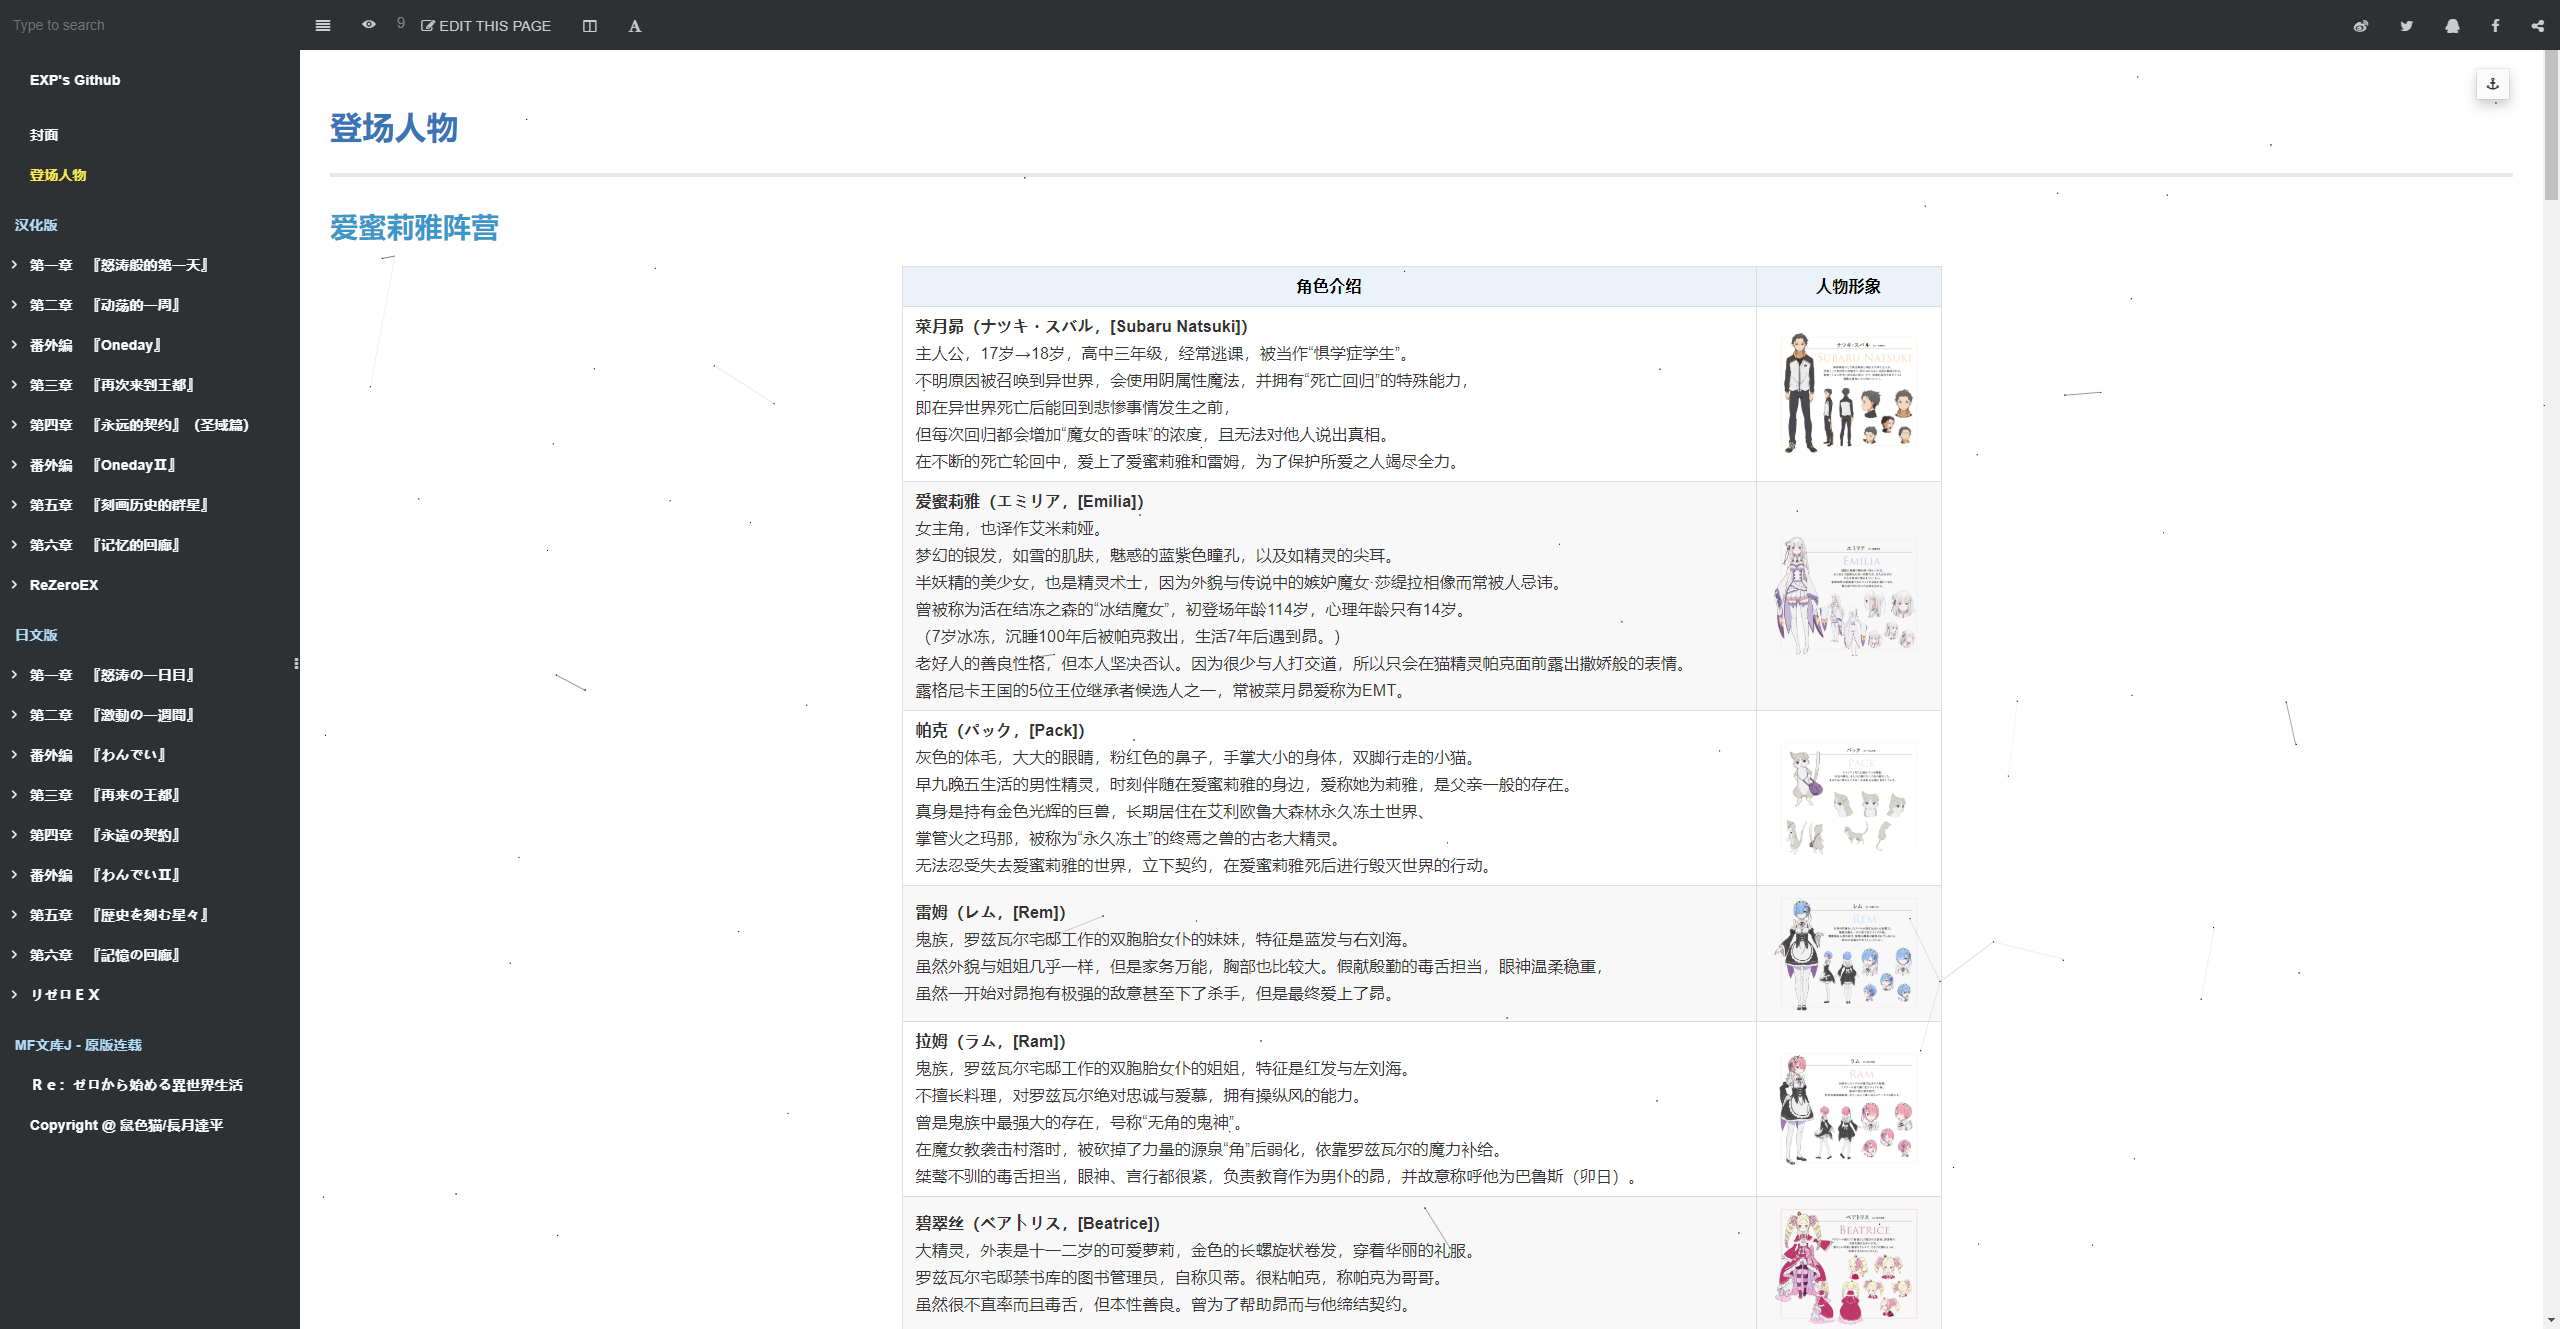 Type to search
9
EDIT THIS PAGE
EXP's Github
封面
登场人物
汉化版
第一章 『怒涛般的第一天』
第二章 『动荡的一周』
番外编 『Oneday』
第三章 『再次来到王都』
第四章 『永远的契约』（圣域篇）
番外编 『OnedayⅡ』
第五章 『刻画历史的群星』
第六章 『记忆的回廊』
ReZeroEX
日文版
第一章 『怒涛の一日目』
第二章 『激動の一週間』
番外编 『わんでい』
第三章 『再来の王都』
第四章 『永遠の契約』
番外编 『わんでいⅡ』
第五章 『歴史を刻む星々』
第六章 『記憶の回廊』
リゼロＥＸ
MF文库J - 原版连载
Ｒｅ：ゼロから始める異世界生活
Copyright @ 鼠色猫/長月達平
登场人物
爱蜜莉雅阵营
角色介绍
人物形象
菜月昴（ナツキ・スバル，[Subaru Natsuki]）
主人公，17岁→18岁，高中三年级，经常逃课，被当作“惧学症学生”。
不明原因被召唤到异世界，会使用阴属性魔法，并拥有“死亡回归”的特殊能力，
即在异世界死亡后能回到悲惨事情发生之前，
但每次回归都会增加“魔女的香味”的浓度，且无法对他人说出真相。
在不断的死亡轮回中，爱上了爱蜜莉雅和雷姆，为了保护所爱之人竭尽全力。
ナツキ・スバル
SUBARU NATSUKI
爱蜜莉雅（エミリア，[Emilia]）
女主角，也译作艾米莉娅。
梦幻的银发，如雪的肌肤，魅惑的蓝紫色瞳孔，以及如精灵的尖耳。
半妖精的美少女，也是精灵术士，因为外貌与传说中的嫉妒魔女·莎缇拉相像而常被人忌讳。
曾被称为活在结冻之森的“冰结魔女”，初登场年龄114岁，心理年龄只有14岁。
（7岁冰冻，沉睡100年后被帕克救出，生活7年后遇到昴。）
老好人的善良性格，但本人坚决否认。因为很少与人打交道，所以只会在猫精灵帕克面前露出撒娇般的表情。
露格尼卡王国的5位王位继承者候选人之一，常被菜月昴爱称为EMT。
エミリア
EMILIA
帕克（パック，[Pack]）
灰色的体毛，大大的眼睛，粉红色的鼻子，手掌大小的身体，双脚行走的小猫。
早九晚五生活的男性精灵，时刻伴随在爱蜜莉雅的身边，爱称她为莉雅，是父亲一般的存在。
真身是持有金色光辉的巨兽，长期居住在艾利欧鲁大森林永久冻土世界、
掌管火之玛那，被称为“永久冻土”的终焉之兽的古老大精灵。
无法忍受失去爱蜜莉雅的世界，立下契约，在爱蜜莉雅死后进行毁灭世界的行动。
パック
PACK
雷姆（レム，[Rem]）
鬼族，罗兹瓦尔宅邸工作的双胞胎女仆的妹妹，特征是蓝发与右刘海。
虽然外貌与姐姐几乎一样，但是家务万能，胸部也比较大。假献殷勤的毒舌担当，眼神温柔稳重，
虽然一开始对昴抱有极强的敌意甚至下了杀手，但是最终爱上了昴。
レム
REM
拉姆（ラム，[Ram]）
鬼族，罗兹瓦尔宅邸工作的双胞胎女仆的姐姐，特征是红发与左刘海。
不擅长料理，对罗兹瓦尔绝对忠诚与爱慕，拥有操纵风的能力。
曾是鬼族中最强大的存在，号称“无角的鬼神”。
在魔女教袭击村落时，被砍掉了力量的源泉“角”后弱化，依靠罗兹瓦尔的魔力补给。
桀骜不驯的毒舌担当，眼神、言行都很紧，负责教育作为男仆的昴，并故意称呼他为巴鲁斯（卯日）。
ラム
RAM
碧翠丝（ベアトリス，[Beatrice]）
大精灵，外表是十一二岁的可爱萝莉，金色的长螺旋状卷发，穿着华丽的礼服。
罗兹瓦尔宅邸禁书库的图书管理员，自称贝蒂。很粘帕克，称帕克为哥哥。
虽然很不直率而且毒舌，但本性善良。曾为了帮助昴而与他缔结契约。
ベアトリス
BEATRICE